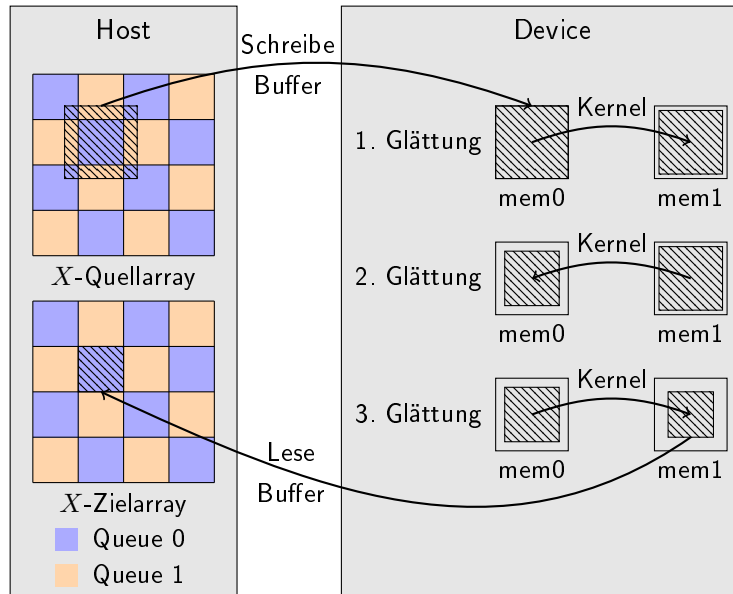 Host
Device
Schreibe
Buffer
1. Glättung
Kernel
mem0
mem1
X-Quellarray
2. Glättung
Kernel
mem0
mem1
3. Glättung
Kernel
mem0
mem1
Lese
Buffer
X-Zielarray
Queue 0
Queue 1